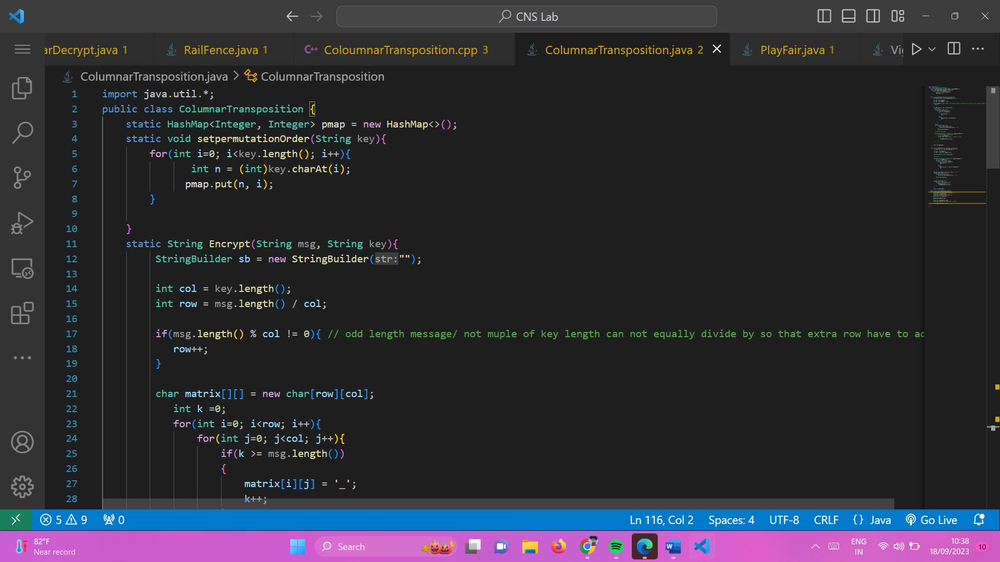 CNS Lab
arDecrypt.java 1
RailFence.java 1
ColoumnarTransposition.cpp 3
ColumnarTransposition.java 2
PlayFair.java 1
ColumnarTransposition.java > ColumnarTransposition
1 import java.util.*;
2 public class ColumnarTransposition {
3 static HashMap<Integer, Integer> pmap = new HashMap<>();
4 static void setpermutationOrder(String key){
5 for(int i=0; i<key.length(); i++){
6 int n = (int)key.charAt(i);
7 pmap.put(n, i);
8 }
9
10 }
11 static String Encrypt(String msg, String key){
12 StringBuilder sb = new StringBuilder(str:"");
13
14 int col = key.length();
15 int row = msg.length() / col;
16
17 if(msg.length() % col != 0){ // odd length message/ not muple of key length can not equally divide by so that extra row have to ad
18 row++;
19 }
20
21 char matrix[][] = new char[row][col];
22 int k =0;
23 for(int i=0; i<row; i++){
24 for(int j=0; j<col; j++){
25 if(k >= msg.length())
26 {
27 matrix[i][j] = '_';
28 k++;
5 9 0
Ln 116, Col 2 Spaces: 4 UTF-8 CRLF {} Java Go Live
82°F
Near record
Search
ENG
IN
10:38
18/09/2023
10